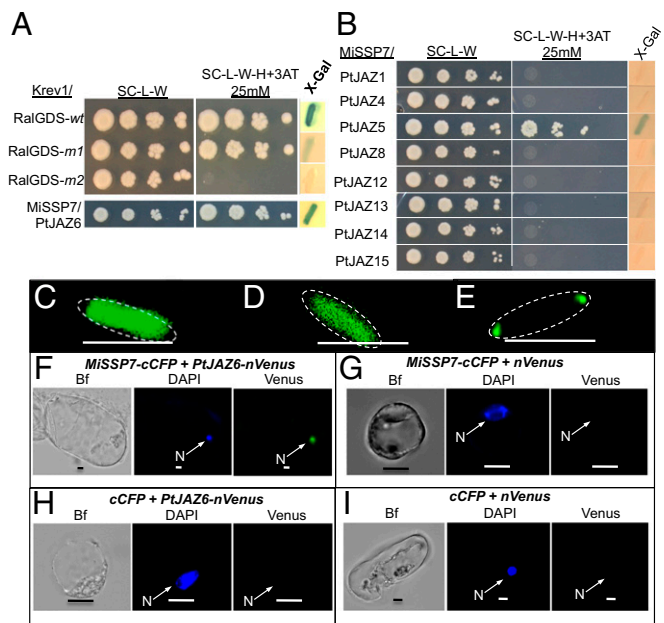 A
Krev1/
SC-L-W
SC-L-W-H+3AT
25mM
X-Gal
RalGDS-wt
RalGDS-m1
RalGDS-m2
MiSSP7/
PtJAZ6
B
MiSSP7/
SC-L-W
SC-L-W-H+3AT
25mM
X-Gal
PtJAZ1
PtJAZ4
PtJAZ5
PtJAZ8
PtJAZ12
PtJAZ13
PtJAZ14
PtJAZ15
C
D
E
F
MiSSP7-cCFP + PtJAZ6-nVenus
Bf DAPI Venus
N N
G
MiSSP7-cCFP + nVenus
Bf DAPI Venus
N N
H
cCFP + PtJAZ6-nVenus
Bf DAPI Venus
N N
I
cCFP + nVenus
Bf DAPI Venus
N N